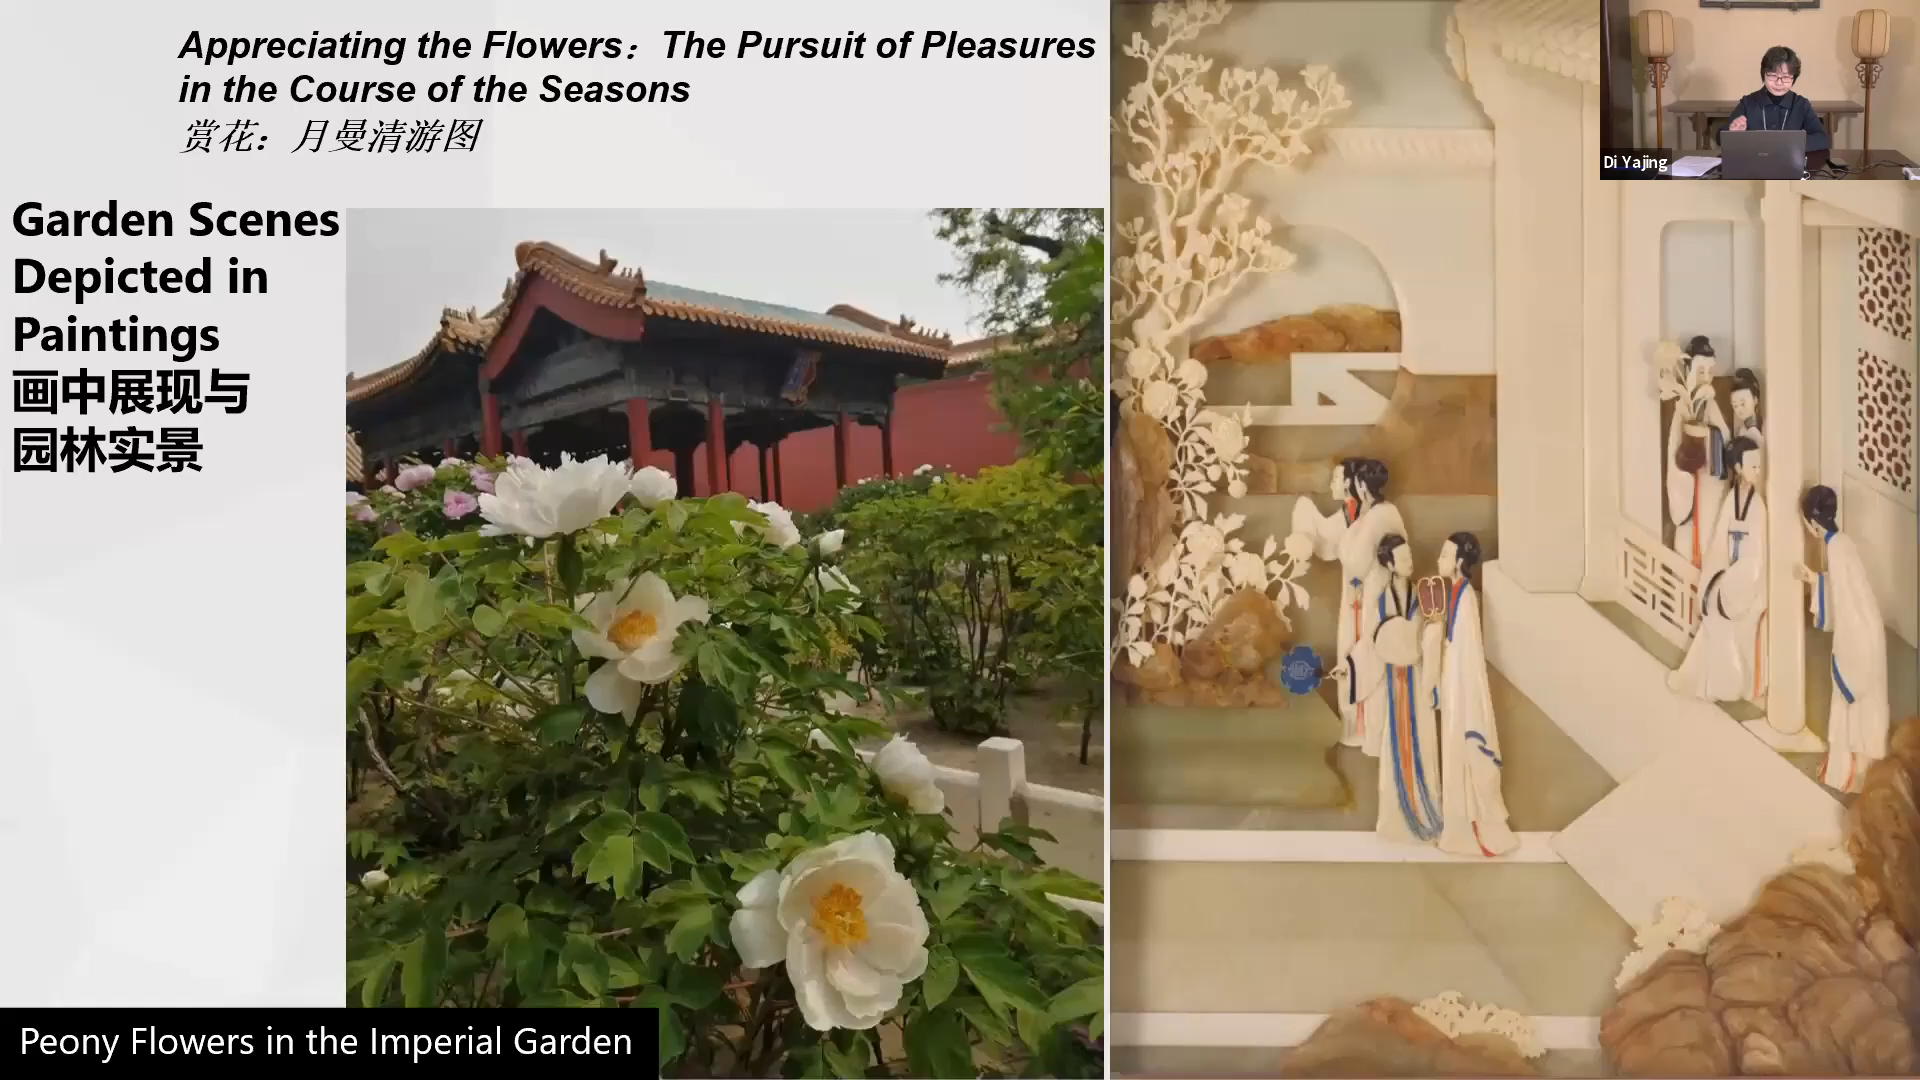 Appreciating the Flowers：The Pursuit of Pleasures
in the Course of the Seasons
赏花：月曼清游图
Garden Scenes
Depicted in
Paintings
画中展现与
园林实景
Peony Flowers in the Imperial Garden
Di Yajing